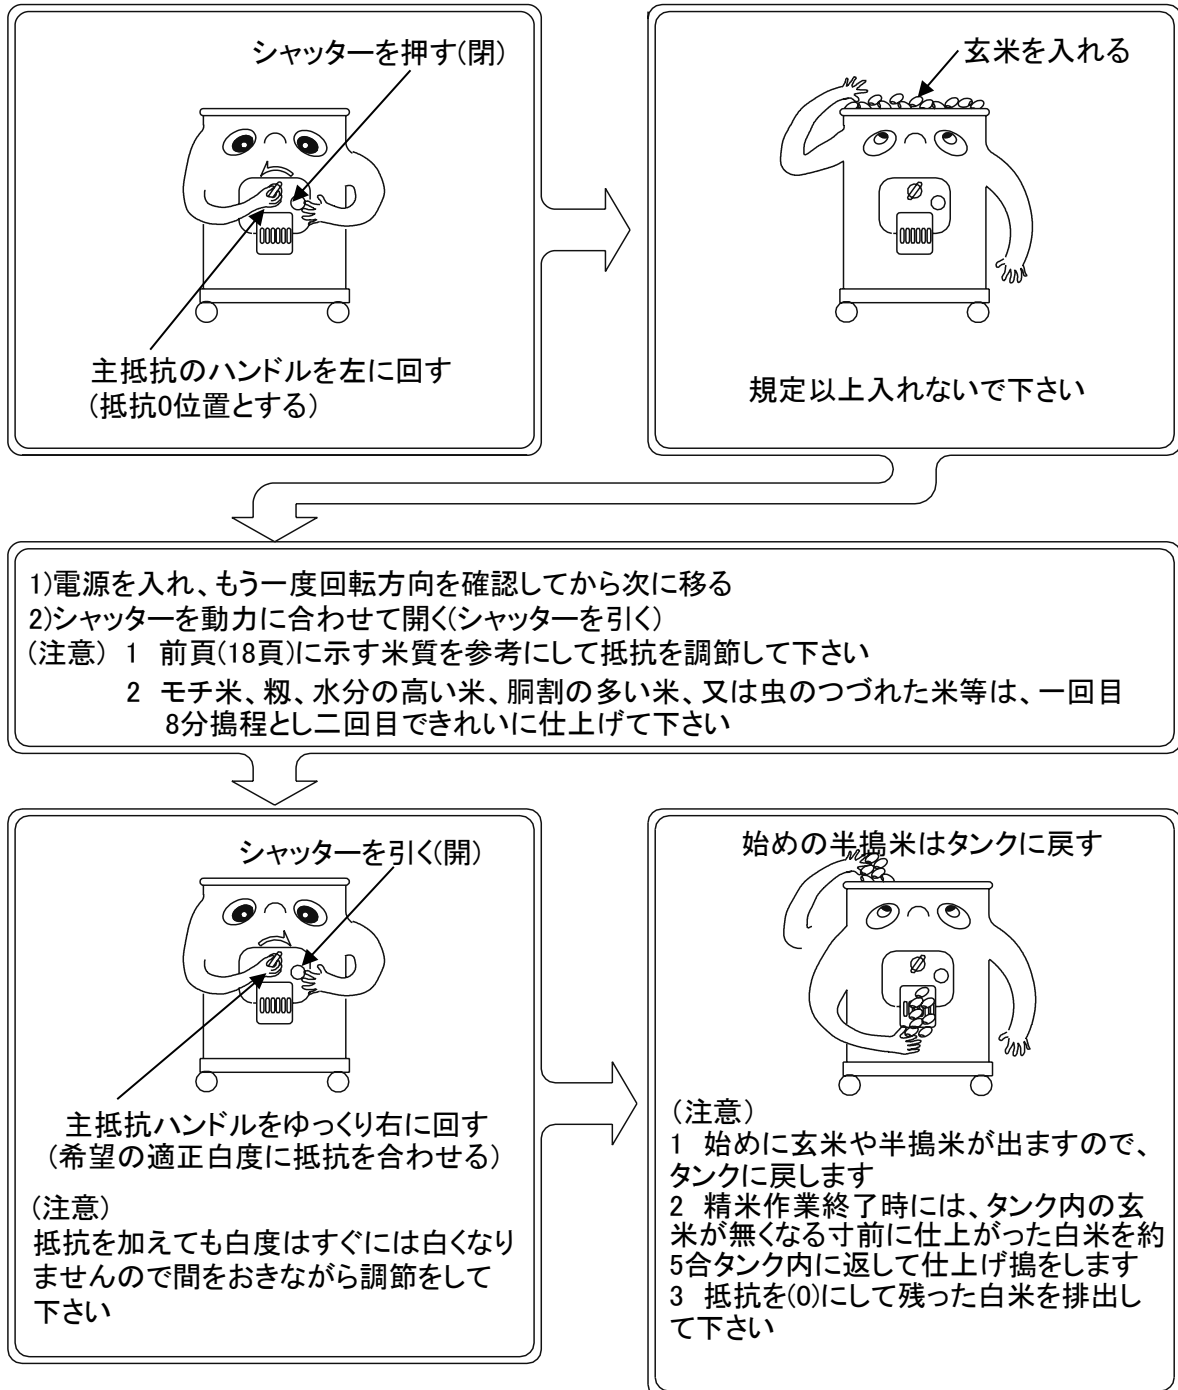 シャッターを押す(閉)
主抵抗のハンドルを左に回す
(抵抗0位置とする)
玄米を入れる
規定以上入れないで下さい
1)電源を入れ、もう一度回転方向を確認してから次に移る
2)シャッターを動力に合わせて開く(シャッターを引く)
(注意) 1 前頁(18頁)に示す米質を参考にして抵抗を調節して下さい
2 モチ米、籾、水分の高い米、胴割の多い米、又は虫のつづれた米等は、一回目
8分搗程とし二回目できれいに仕上げて下さい
シャッターを引く(開)
主抵抗ハンドルをゆっくり右に回す
(希望の適正白度に抵抗を合わせる)
(注意)
抵抗を加えても白度はすぐには白くなり
ませんので間をおきながら調節をして
下さい
始めの半搗米はタンクに戻す
(注意)
1 始めに玄米や半搗米が出ますので、
タンクに戻します
2 精米作業終了時には、タンク内の玄
米が無くなる寸前に仕上がった白米を約
5合タンク内に返して仕上げ搗をします
3 抵抗を(0)にして残った白米を排出し
て下さい